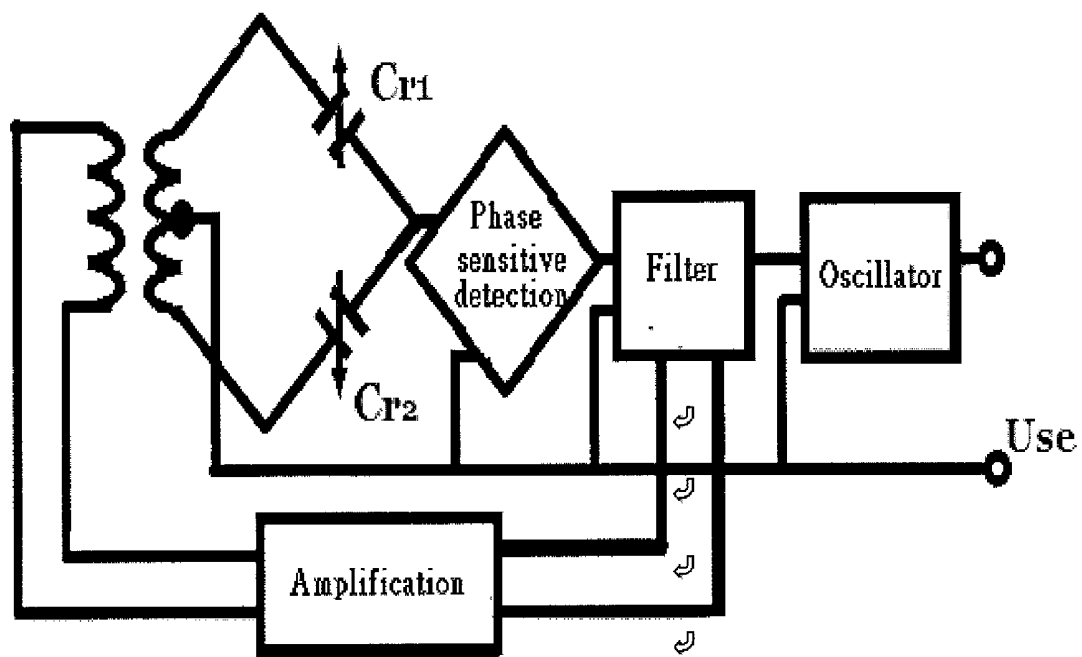 Cr1
Phase
sensitive
detection
Filter
Oscillator
Cr2
Use
Amplification